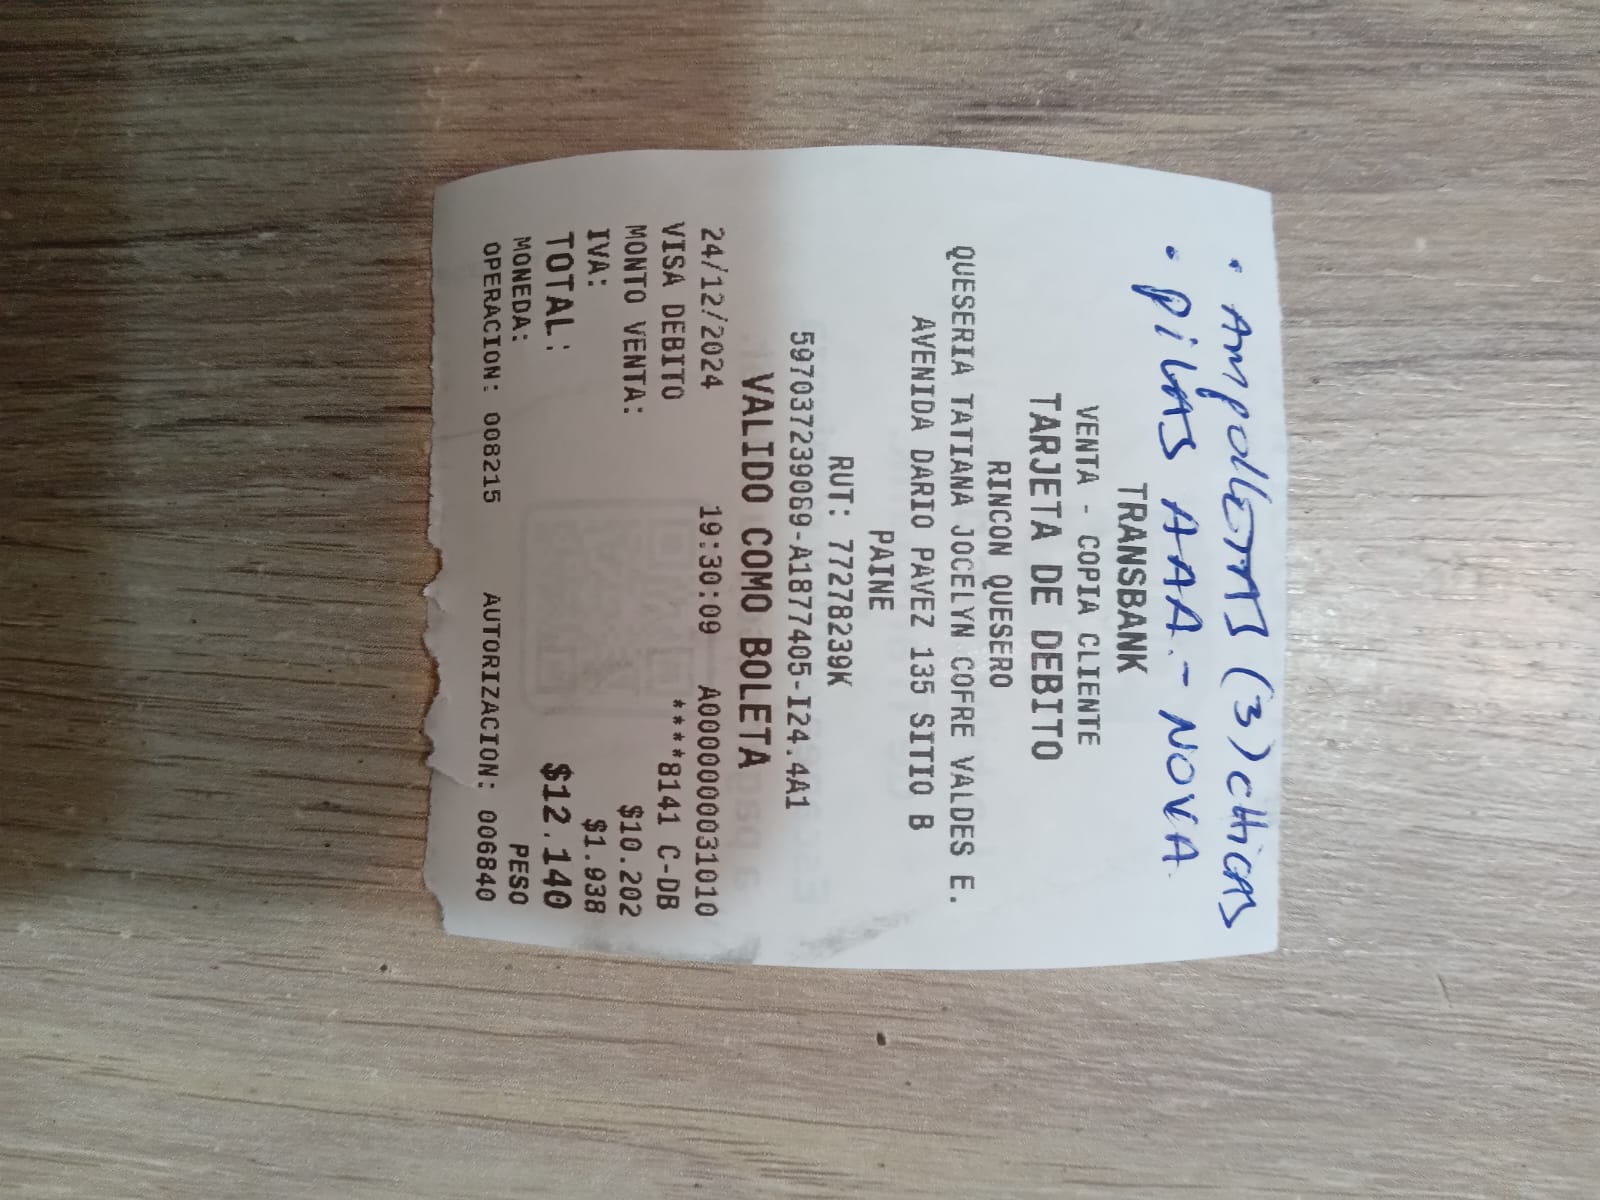 · Ampolletas (3) chicas
· pilas AAA - NOVA.
TRANSBANK
VENTA - COPIA CLIENTE
TARJETA DE DEBITO
RINCON QUESERO
QUESERIA TATIANA JOCELYN COFRE VALDES E.
AVENIDA DARIO PAVEZ 135 SITIO B
PAINE
RUT: 77278239K
597037239069-A1877405-I24.4A1
VALIDO COMO BOLETA
24/12/2024 19:30:09 A0000000031010
VISA DEBITO ****8141 C-DB
MONTO VENTA: $10.202
IVA: $1.938
TOTAL: $12.140
MONEDA: PESO
OPERACION: 008215 AUTORIZACION: 006840